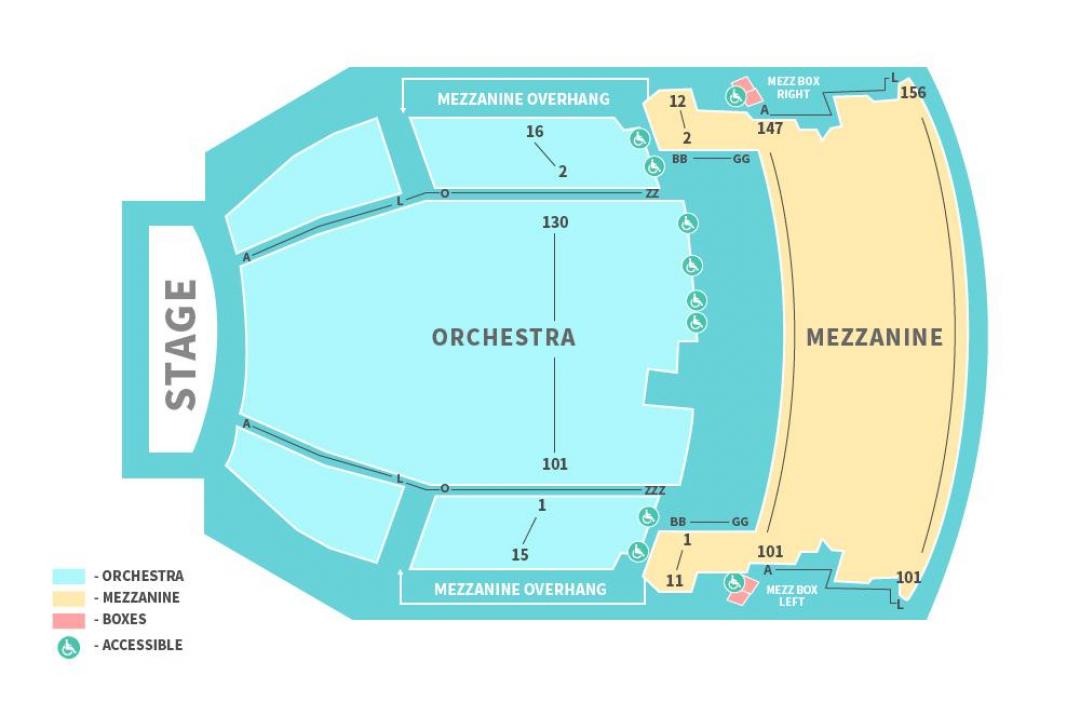 MEZZANINE OVERHANG
MEZZ BOX
RIGHT
L
156
12
2
A
147
BB
GG
16
2
O
ZZ
L
A
130
STAGE
ORCHESTRA
MEZZANINE
A
L
101
O
ZZZ
1
15
BB
GG
1
11
101
A
101
L
MEZZ BOX
LEFT
MEZZANINE OVERHANG
- ORCHESTRA
- MEZZANINE
- BOXES
- ACCESSIBLE